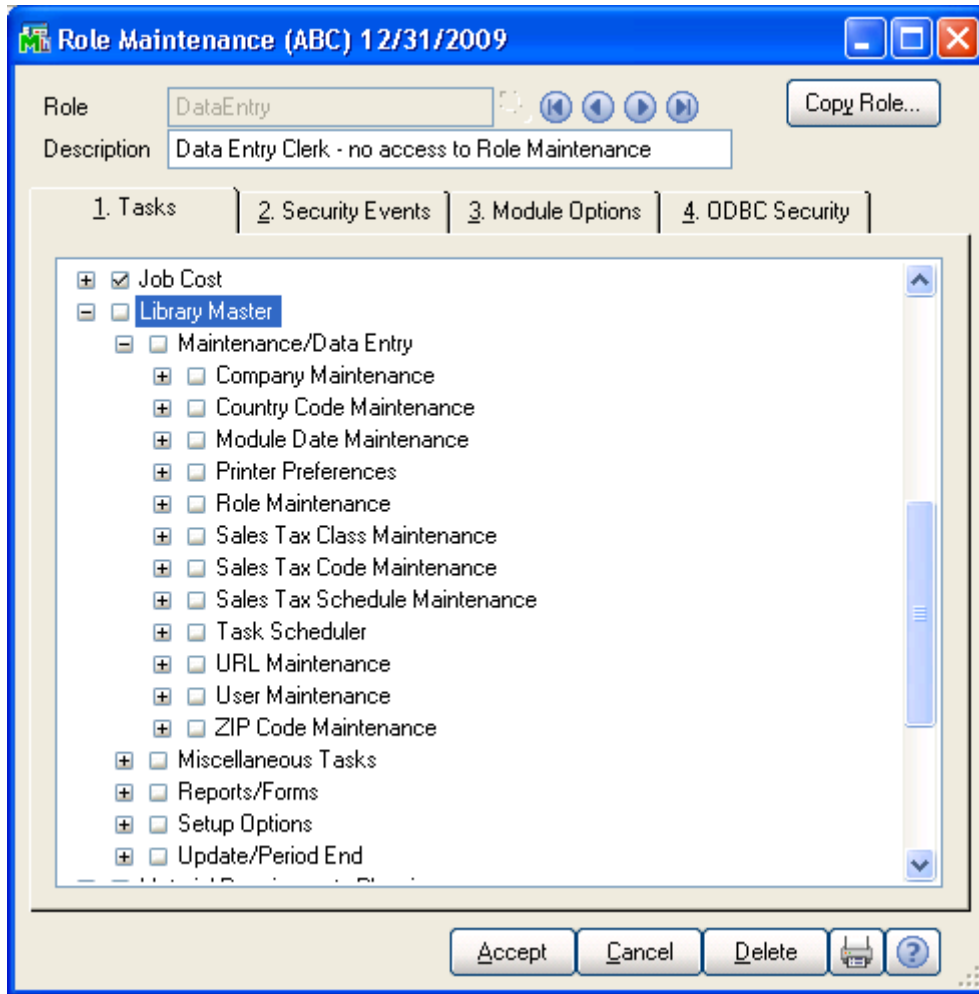 Role Maintenance (ABC) 12/31/2009
Role DataEntry Copy Role...
Description Data Entry Clerk - no access to Role Maintenance
1. Tasks 2. Security Events 3. Module Options 4. ODBC Security
Job Cost
Library Master
Maintenance/Data Entry
Company Maintenance
Country Code Maintenance
Module Date Maintenance
Printer Preferences
Role Maintenance
Sales Tax Class Maintenance
Sales Tax Code Maintenance
Sales Tax Schedule Maintenance
Task Scheduler
URL Maintenance
User Maintenance
ZIP Code Maintenance
Miscellaneous Tasks
Reports/Forms
Setup Options
Update/Period End
Accept Cancel Delete ?